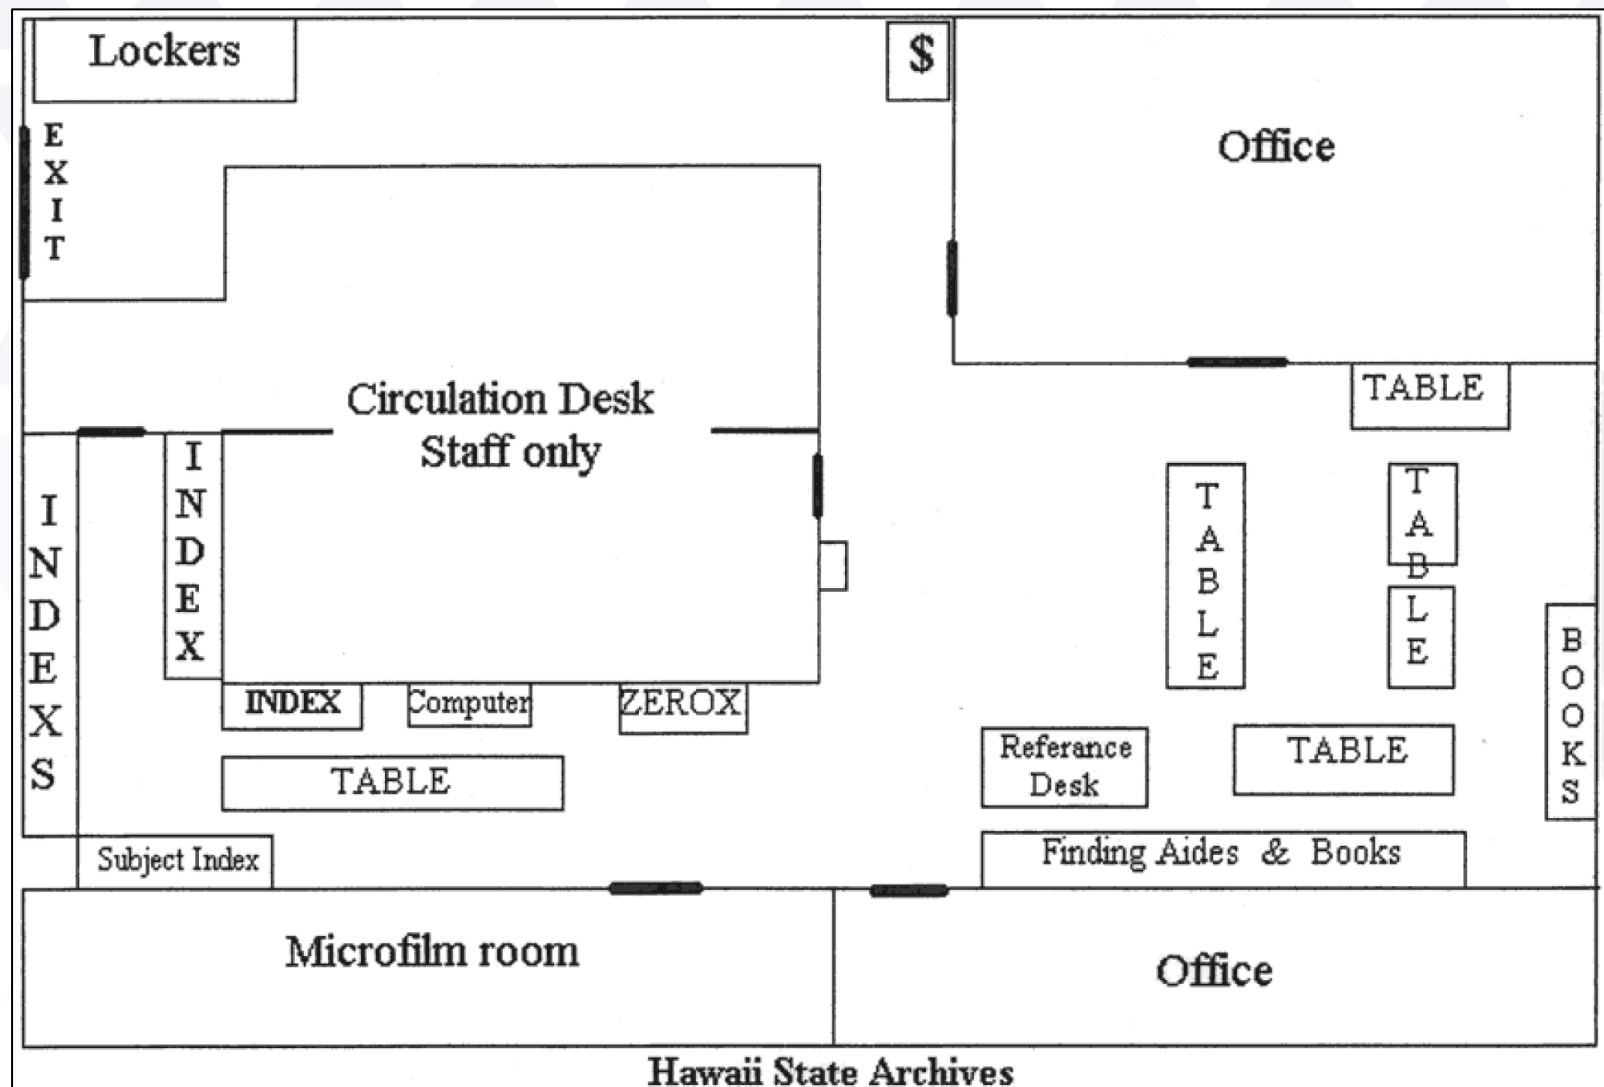 Lockers
$
EXIT
Office
Circulation Desk
Staff only
TABLE
INDEXS
INDEX
TABLE
TABLE
BOOKS
INDEX
Computer
ZEROX
Referance
Desk
TABLE
TABLE
Subject Index
Finding Aides & Books
Microfilm room
Office
Hawaii State Archives